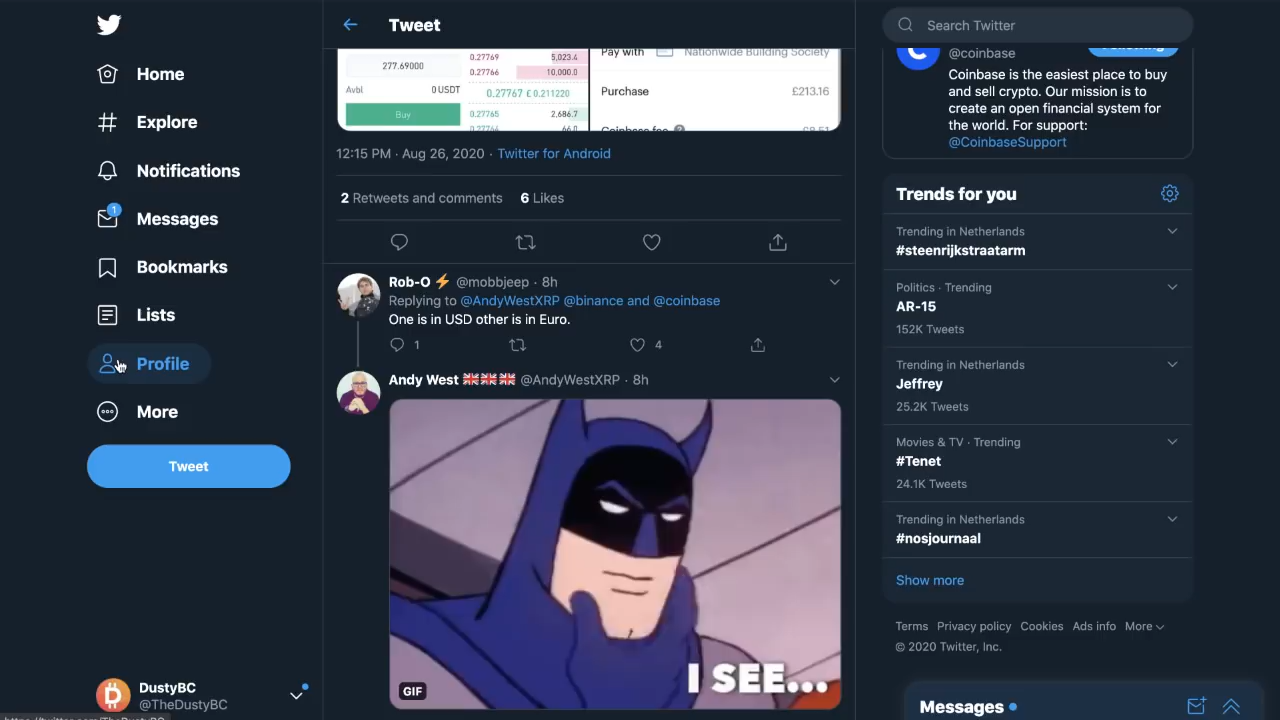 Home
Explore
Notifications
1
Messages
Bookmarks
Lists
Profile
More
Tweet
DustyBC
@TheDustyBC
Tweet
277.69000
Avbl 0 USDT
Buy
0.27769 5,023.4
0.27766 10,000.0
0.27767 £ 0.211220
0.27765 2,686.7
Pay with Nationwide Building Society
Purchase £213.16
Coinbase fee
12:15 PM · Aug 26, 2020 · Twitter for Android
2 Retweets and comments 6 Likes
Rob-O ⚡ @mobbjeep · 8h
Replying to @AndyWestXRP @binance and @coinbase
One is in USD other is in Euro.
1 4
Andy West 🇬🇧🇬🇧🇬🇧 @AndyWestXRP · 8h
I SEE...
GIF
Search Twitter
@coinbase
Following
Coinbase is the easiest place to buy
and sell crypto. Our mission is to
create an open financial system for
the world. For support:
@CoinbaseSupport
Trends for you
Trending in Netherlands
#steenrijkstraatarm
Politics · Trending
AR-15
152K Tweets
Trending in Netherlands
Jeffrey
25.2K Tweets
Movies & TV · Trending
#Tenet
24.1K Tweets
Trending in Netherlands
#nosjournaal
Show more
Terms Privacy policy Cookies Ads info More
© 2020 Twitter, Inc.
Messages